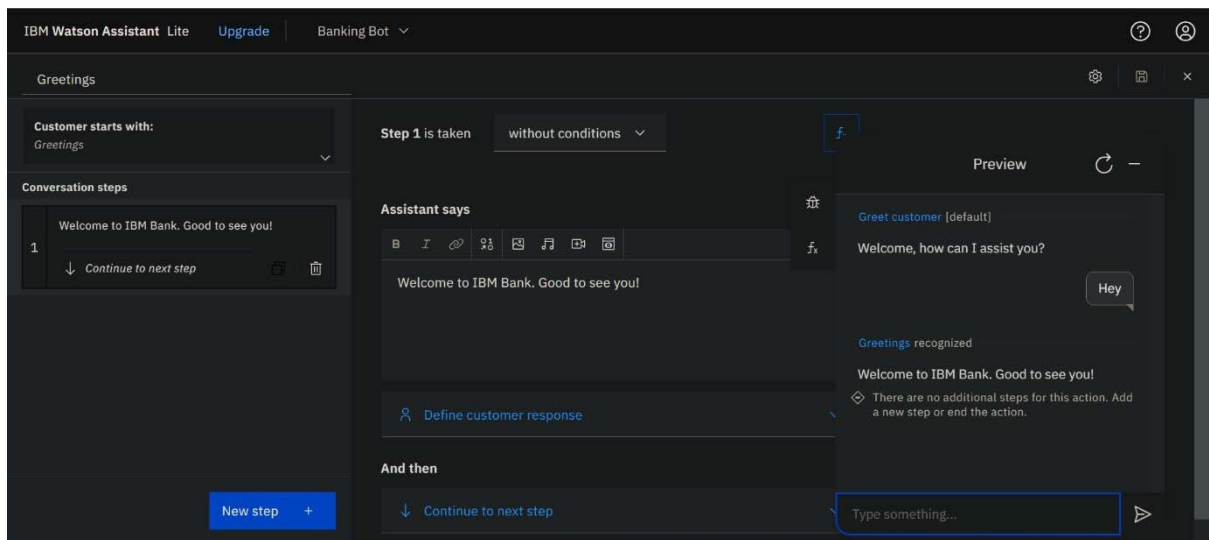 IBM Watson Assistant Lite Upgrade Banking Bot
Greetings
Customer starts with:
Greetings
Conversation steps
1
Welcome to IBM Bank. Good to see you!
Continue to next step
New step +
Step 1 is taken without conditions
Assistant says
B I
Welcome to IBM Bank. Good to see you!
Define customer response
And then
Continue to next step
fx
Preview
Greet customer [default]
Welcome, how can I assist you?
Hey
Greetings recognized
Welcome to IBM Bank. Good to see you!
There are no additional steps for this action. Add
a new step or end the action.
Type something...